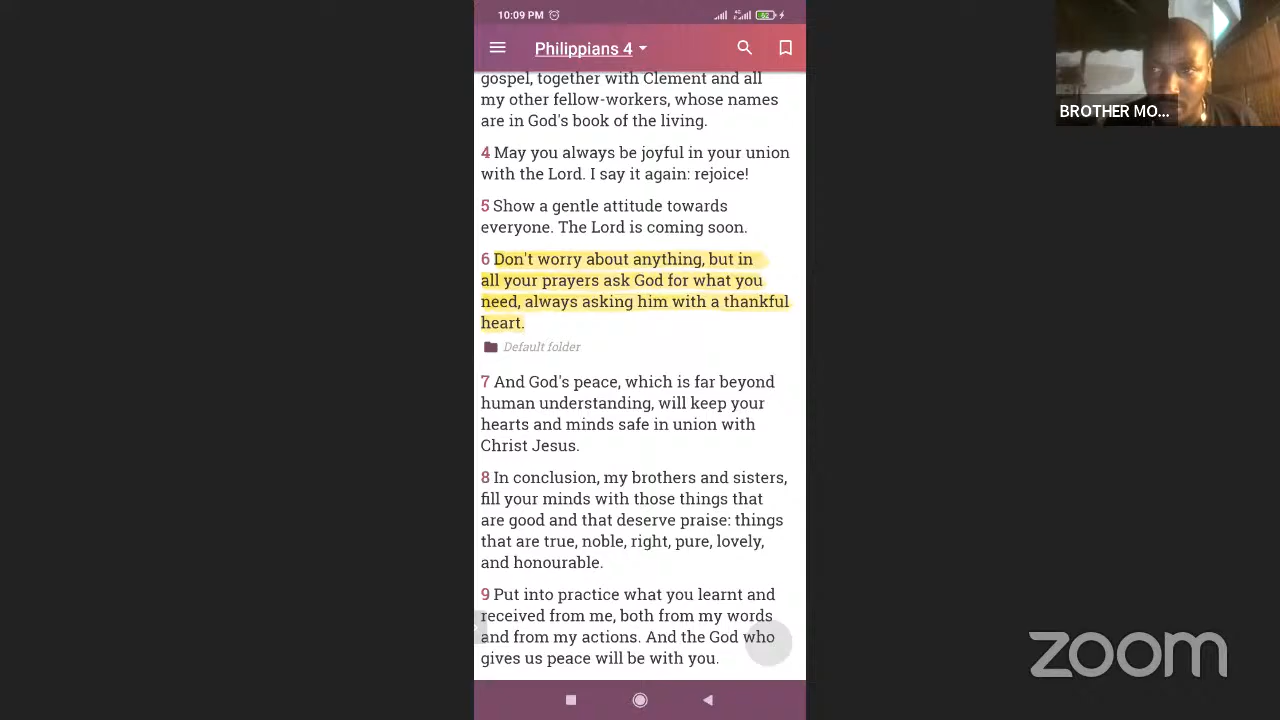 10:09 PM
4G
52
Philippians 4
BROTHER MO...
gospel, together with Clement and all
my other fellow-workers, whose names
are in God's book of the living.
4 May you always be joyful in your union
with the Lord. I say it again: rejoice!
5 Show a gentle attitude towards
everyone. The Lord is coming soon.
6 Don't worry about anything, but in
all your prayers ask God for what you
need, always asking him with a thankful
heart.
Default folder
7 And God's peace, which is far beyond
human understanding, will keep your
hearts and minds safe in union with
Christ Jesus.
8 In conclusion, my brothers and sisters,
fill your minds with those things that
are good and that deserve praise: things
that are true, noble, right, pure, lovely,
and honourable.
9 Put into practice what you learnt and
received from me, both from my words
and from my actions. And the God who
gives us peace will be with you.
zoom